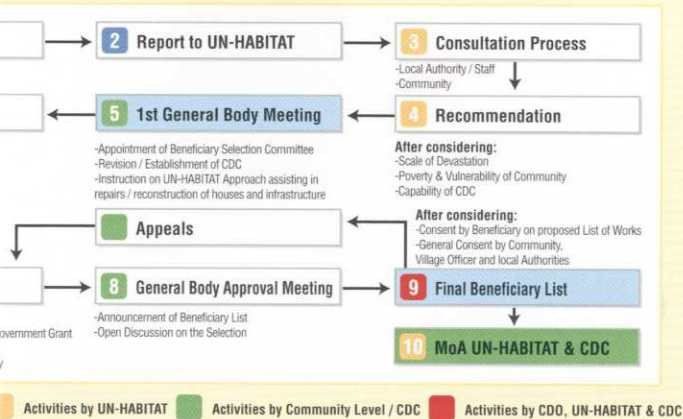 2 Report to UN-HABITAT
3 Consultation Process
-Local Authority / Staff
-Community
5 1st General Body Meeting
4 Recommendation
-Appointment of Beneficiary Selection Committee
-Revision / Establishment of CDC
-Instruction on UN-HABITAT Approach assisting in
repairs / reconstruction of houses and infrastructure
After considering:
-Scale of Devastation
-Poverty & Vulnerability of Community
-Capability of CDC
Appeals
After considering:
-Consent by Beneficiary on proposed List of Works
-General Consent by Community,
Village Officer and local Authorities
8 General Body Approval Meeting
9 Final Beneficiary List
overnment Grant
-Announcement of Beneficiary List
-Open Discussion on the Selection
10 MoA UN-HABITAT & CDC
Activities by UN-HABITAT
Activities by Community Level / CDC
Activities by CDO, UN-HABITAT & CDC